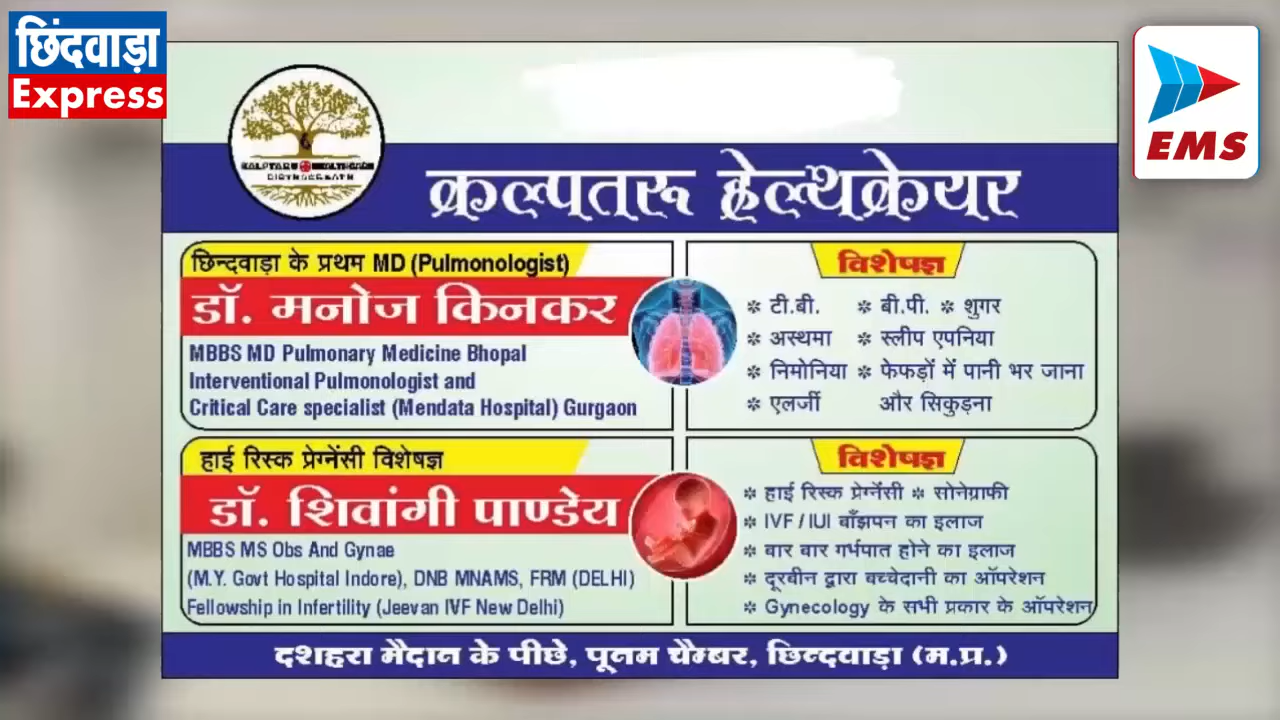 छिंदवाड़ा
Express
EMS
KALPTARU HEALTHCARE
CHHINDWARA
क्रल्पतरू हेल्थक्रेयर
छिन्दवाड़ा के प्रथम MD (Pulmonologist)
डॉ. मनोज किनकर
MBBS MD Pulmonary Medicine Bhopal
Interventional Pulmonologist and
Critical Care specialist (Mendata Hospital) Gurgaon
विशेषज्ञ
* टी.बी. * बी.पी. * शुगर
* अस्थमा * स्लीप एपनिया
* निमोनिया * फेफड़ों में पानी भर जाना
* एलर्जी और सिकुड़ना
हाई रिस्क प्रेग्नेंसी विशेषज्ञ
डॉ. शिवांगी पाण्डेय
MBBS MS Obs And Gynae
(M.Y. Govt Hospital Indore), DNB MNAMS, FRM (DELHI)
Fellowship in Infertility (Jeevan IVF New Delhi)
विशेषज्ञ
* हाई रिस्क प्रेग्नेंसी * सोनोग्राफी
* IVF / IUI बाँझपन का इलाज
* बार बार गर्भपात होने का इलाज
* दूरबीन द्वारा बच्चेदानी का ऑपरेशन
* Gynecology के सभी प्रकार के ऑपरेशन
दशहरा मैदान के पीछे, पूनम चैम्बर, छिन्दवाड़ा (म.प्र.)